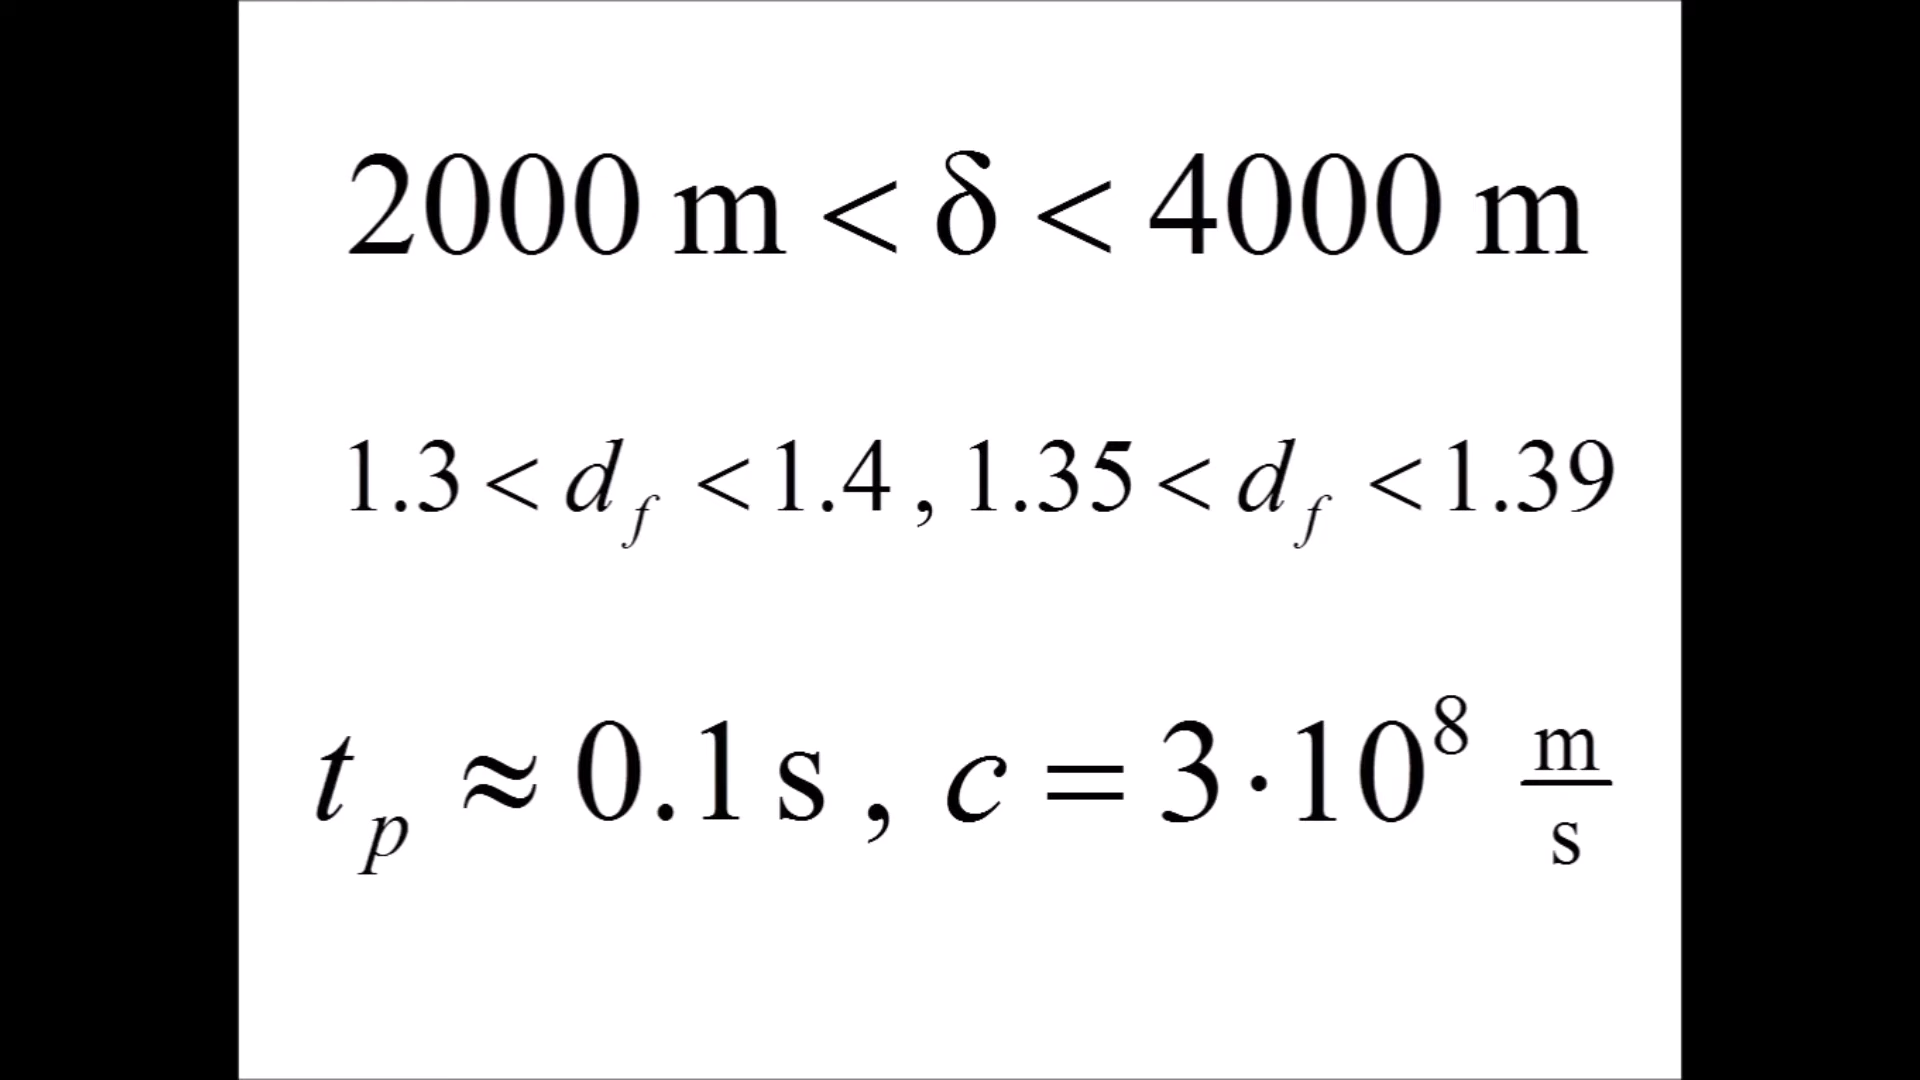 2000 m < δ < 4000 m
1.3 < d_f < 1.4 , 1.35 < d_f < 1.39
t_p ≈ 0.1 s , c = 3·10^8 m/s